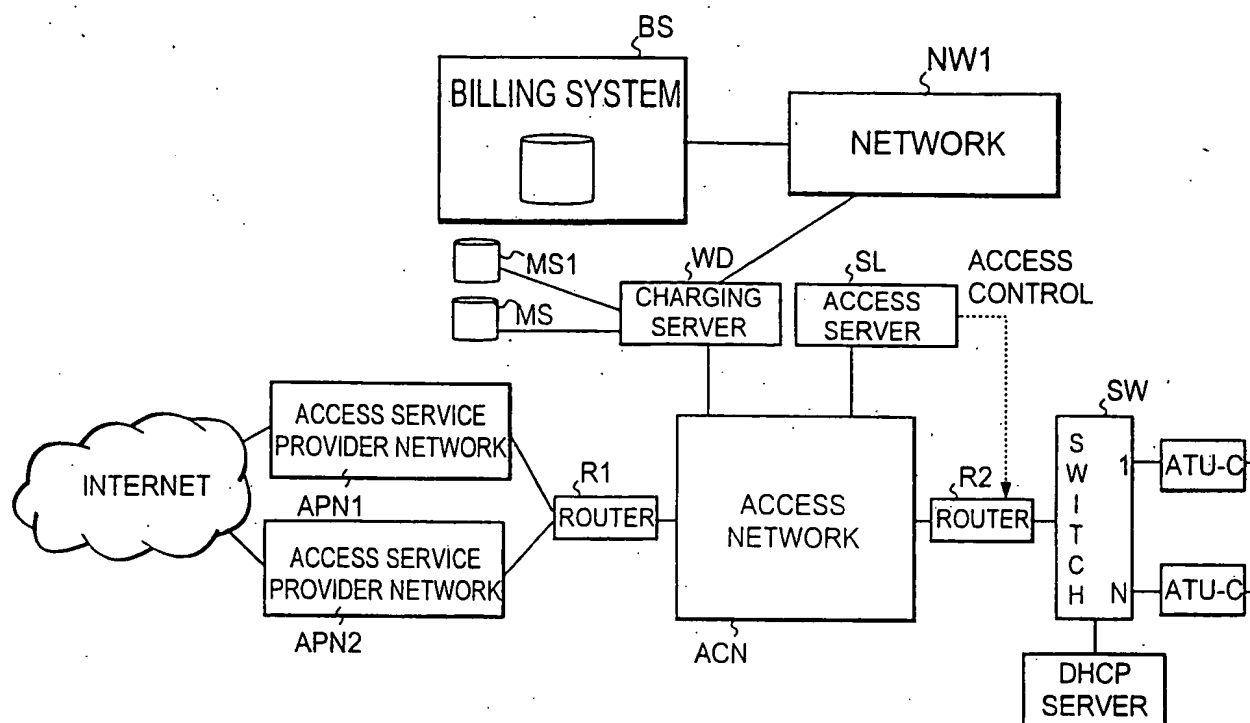 BS
BILLING SYSTEM
NW1
NETWORK
MS1
MS
WD
CHARGING
SERVER
SL
ACCESS
SERVER
ACCESS
CONTROL
INTERNET
ACCESS SERVICE
PROVIDER NETWORK
APN1
ACCESS SERVICE
PROVIDER NETWORK
APN2
R1
ROUTER
ACCESS
NETWORK
ACN
R2
ROUTER
SW
SWITCH
1
N
ATU-C
ATU-C
DHCP
SERVER